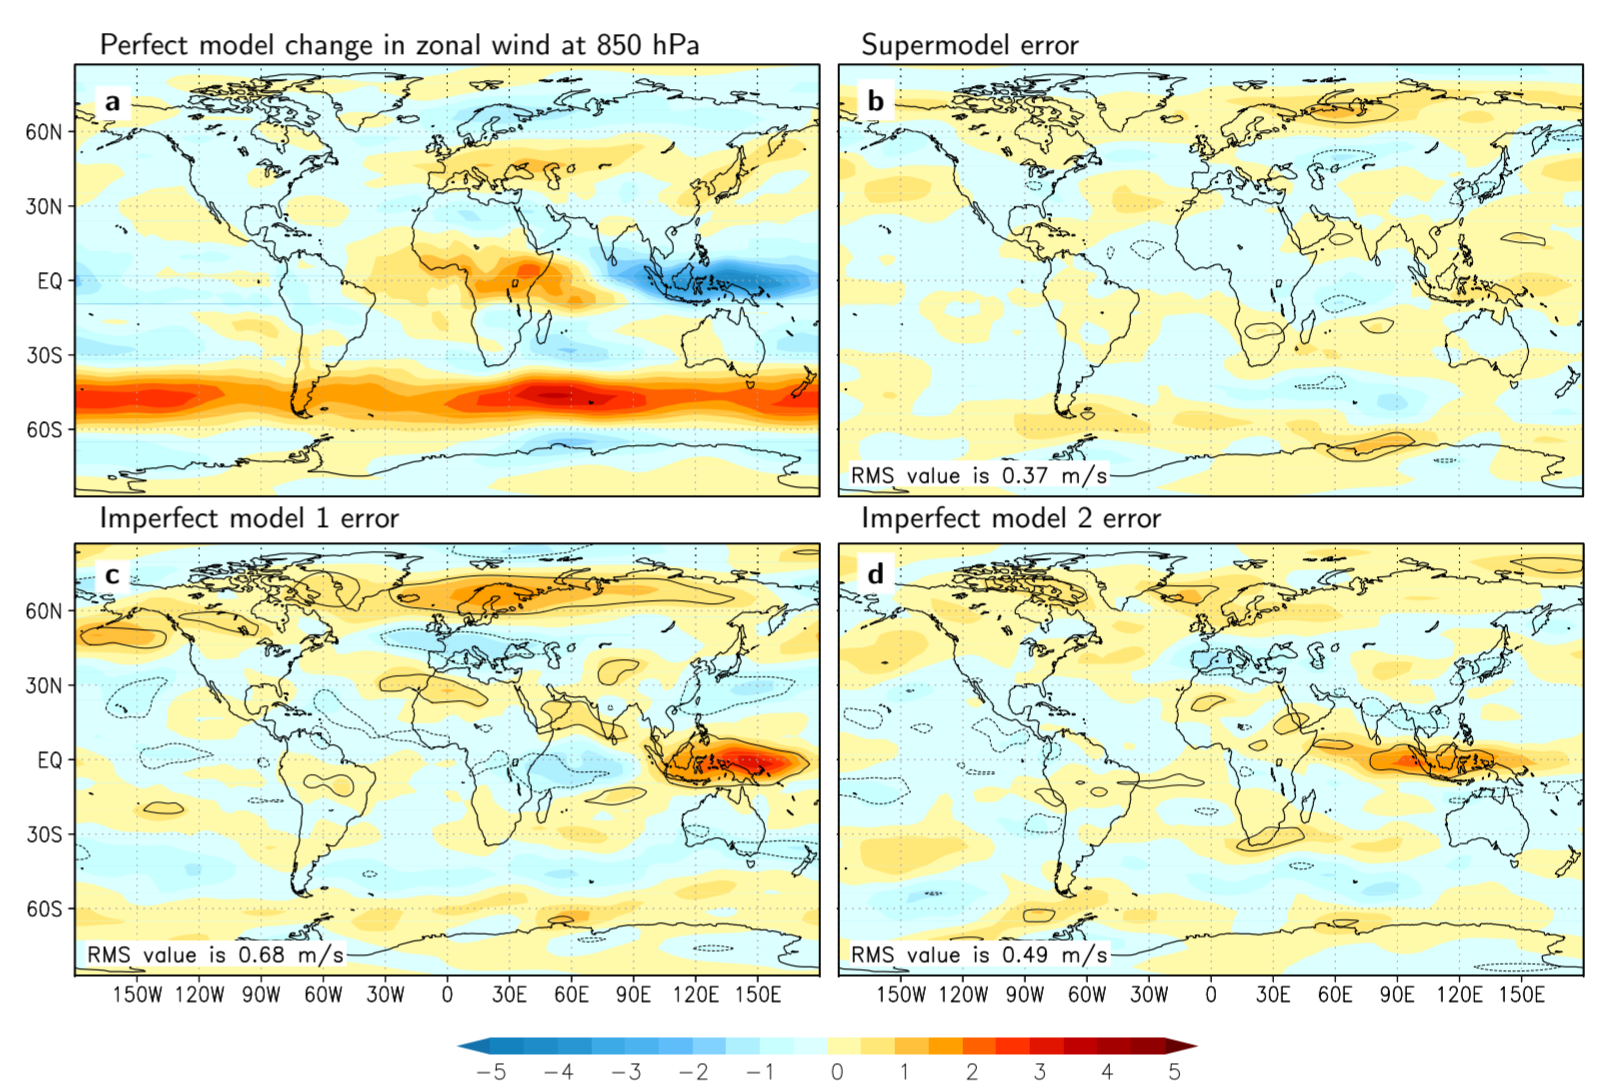 Perfect model change in zonal wind at 850 hPa
Supermodel error
a
b
60N
30N
EQ
30S
60S
RMS value is 0.37 m/s
Imperfect model 1 error
Imperfect model 2 error
c
d
60N
30N
EQ
30S
60S
RMS value is 0.68 m/s
RMS value is 0.49 m/s
150W 120W 90W 60W 30W 0 30E 60E 90E 120E 150E
150W 120W 90W 60W 30W 0 30E 60E 90E 120E 150E
−5 −4 −3 −2 −1 0 1 2 3 4 5